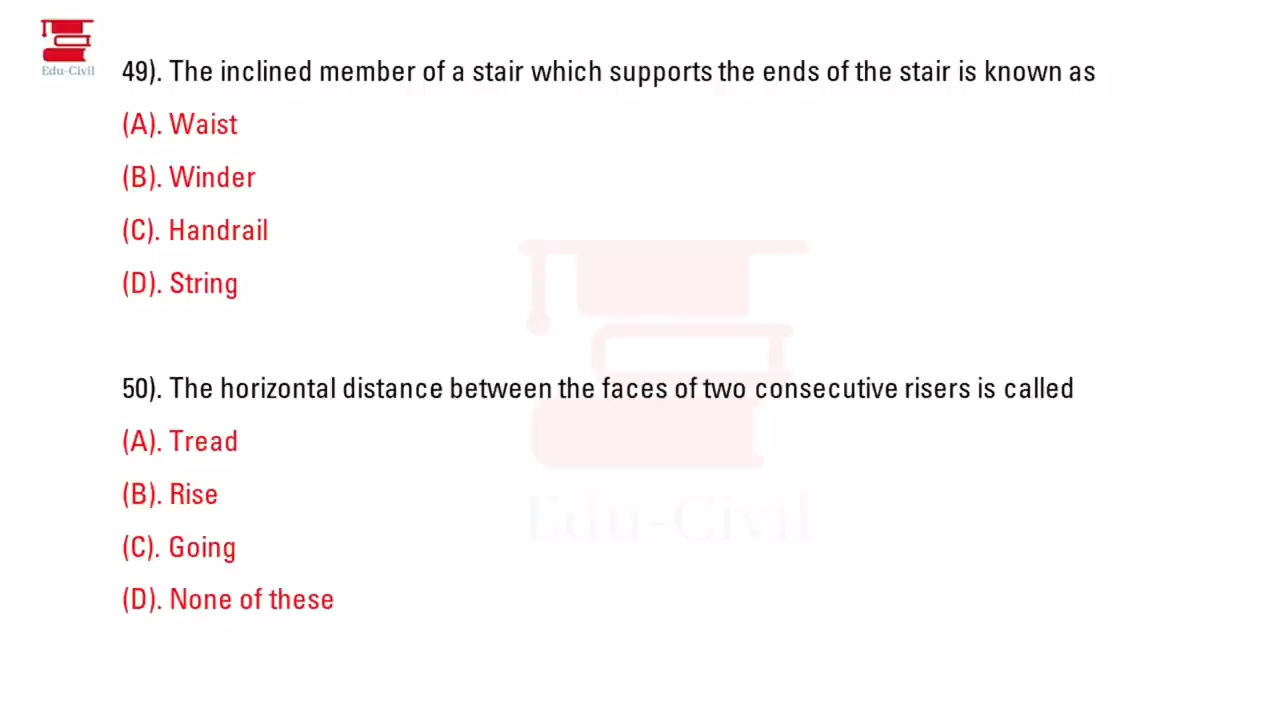 Edu-Civil
49). The inclined member of a stair which supports the ends of the stair is known as
(A). Waist
(B). Winder
(C). Handrail
(D). String
50). The horizontal distance between the faces of two consecutive risers is called
(A). Tread
(B). Rise
(C). Going
Edu-Civil
(D). None of these